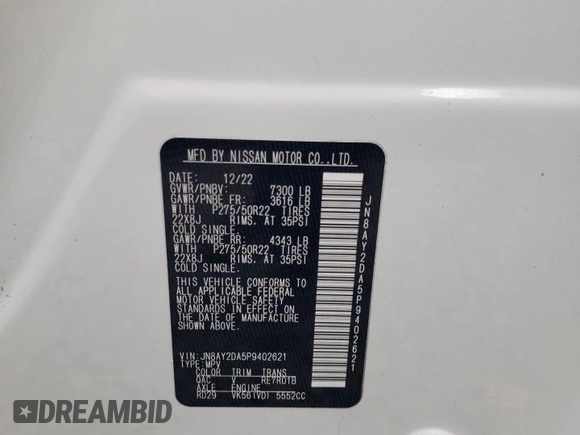 MFD BY NISSAN MOTOR CO.,LTD.
DATE: 12/22
GVWR/PNBV: 7300 LB
GAWR/PNBE FR: 3616 LB
WITH P275/50R22 TIRES
22X8J RIMS. AT 35PSI
COLD SINGLE.
GAWR/PNBE RR: 4343 LB
WITH P275/50R22 TIRES
22X8J RIMS. AT 35PSI
COLD SINGLE.
THIS VEHICLE CONFORMS TO
ALL APPLICABLE FEDERAL
MOTOR VEHICLE SAFETY
STANDARDS IN EFFECT ON
THE DATE OF MANUFACTURE
SHOWN ABOVE.
VIN:JN8AY2DA5P9402621
TYPE:MPV
COLOR TRIM TRANS
QAC V RE7R01B
AXLE ENGINE
RD29 VK56(VD) 5552CC
JN8AY2DA5P9402621
DREAMBID